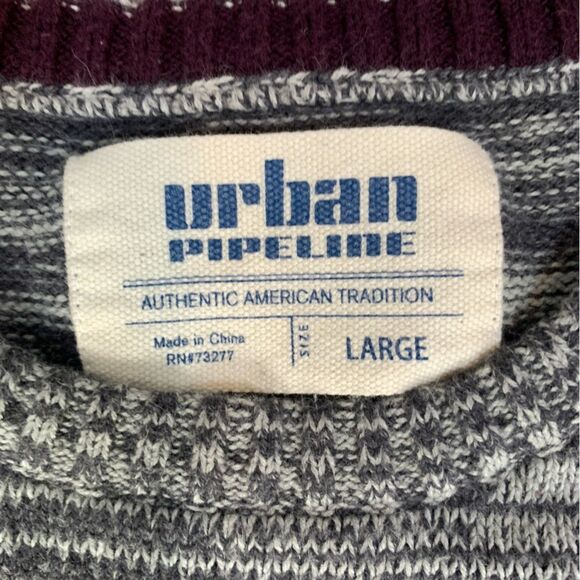 urban
PIPELINE
AUTHENTIC AMERICAN TRADITION
Made in China
RN#73277
SIZE
LARGE